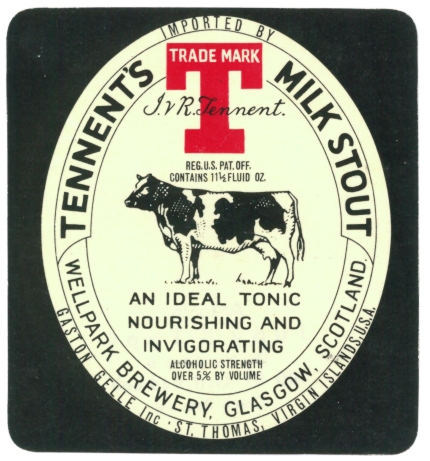 IMPORTED BY
TENNENT'S
TRADE MARK
T
J.& R. Tennent.
MILK STOUT
REG. U.S. PAT. OFF.
CONTAINS 11½ FLUID OZ.
AN IDEAL TONIC
NOURISHING AND
INVIGORATING
ALCOHOLIC STRENGTH
OVER 5% BY VOLUME
WELLPARK BREWERY, GLASGOW, SCOTLAND.
GASTON GELLE Inc · ST. THOMAS, VIRGIN ISLANDS, U.S.A.